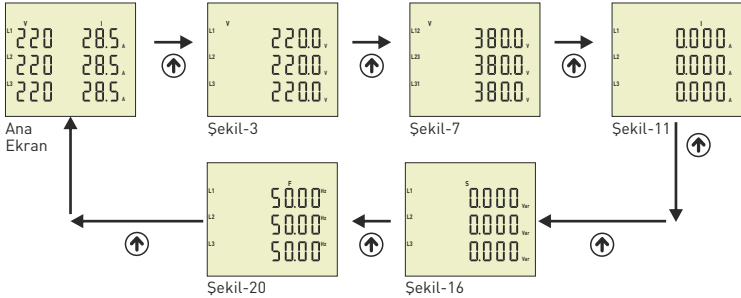 V I
L1 220 28.5 A
L2 220 28.5 A
L3 220 28.5 A
Ana
Ekran
V
L1 220.0 V
L2 220.0 V
L3 220.0 V
Şekil-3
V
L12 380.0 V
L23 380.0 V
L31 380.0 V
Şekil-7
I
L1 0.000 A
L2 0.000 A
L3 0.000 A
Şekil-11
F
L1 50.00 Hz
L2 50.00 Hz
L3 50.00 Hz
Şekil-20
S
L1 0.000 Var
L2 0.000 Var
L3 0.000 Var
Şekil-16